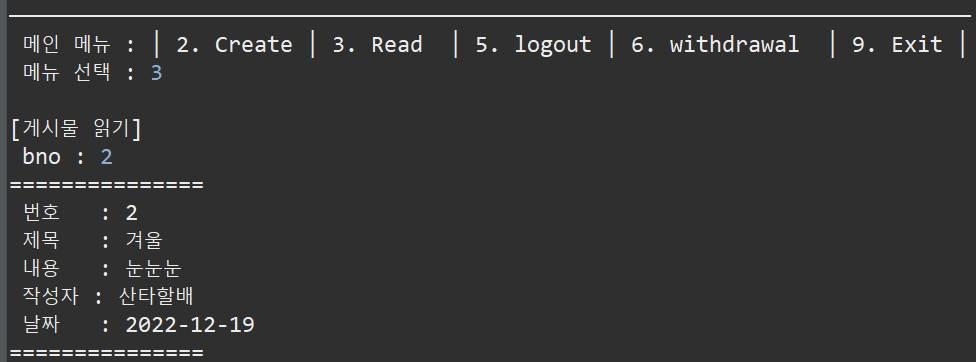 메인 메뉴 : | 2. Create | 3. Read | 5. logout | 6. withdrawal | 9. Exit |
메뉴 선택 : 3
[게시물 읽기]
bno : 2
===============
번호 : 2
제목 : 겨울
내용 : 눈눈눈
작성자 : 산타할배
날짜 : 2022-12-19
===============